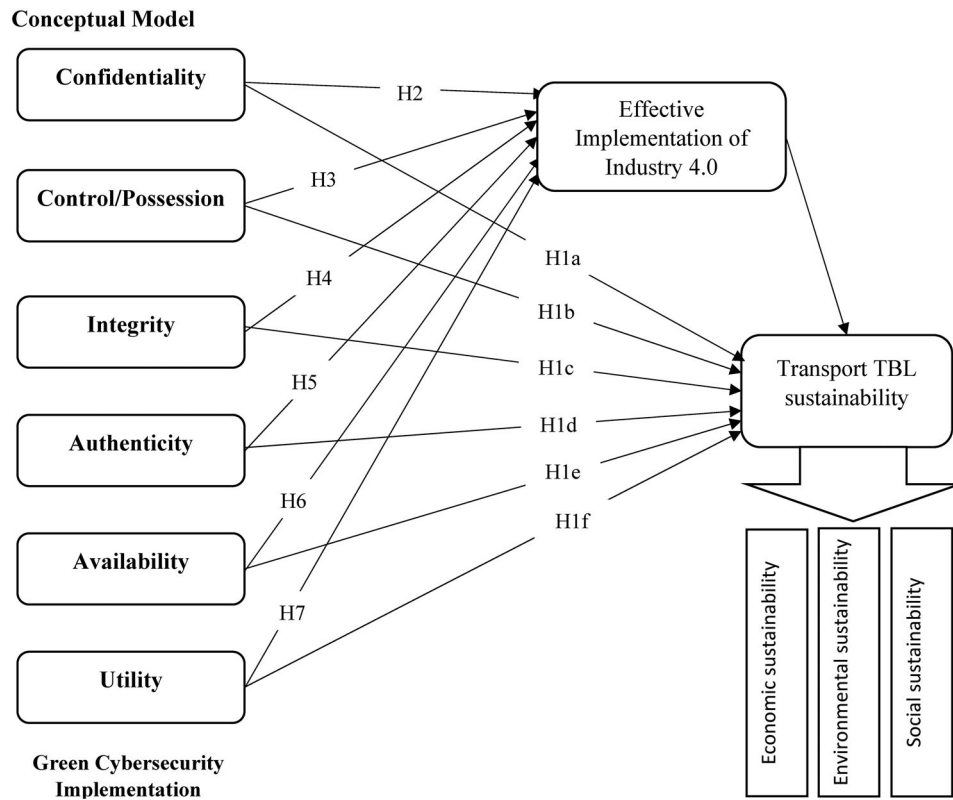 Conceptual Model
Confidentiality
Control/Possession
Integrity
Authenticity
Availability
Utility
Green Cybersecurity
Implementation
H2
H3
H4
H5
H6
H7
H1a
H1b
H1c
H1d
H1e
H1f
Effective
Implementation of
Industry 4.0
Transport TBL
sustainability
Economic sustainability
Environmental sustainability
Social sustainability